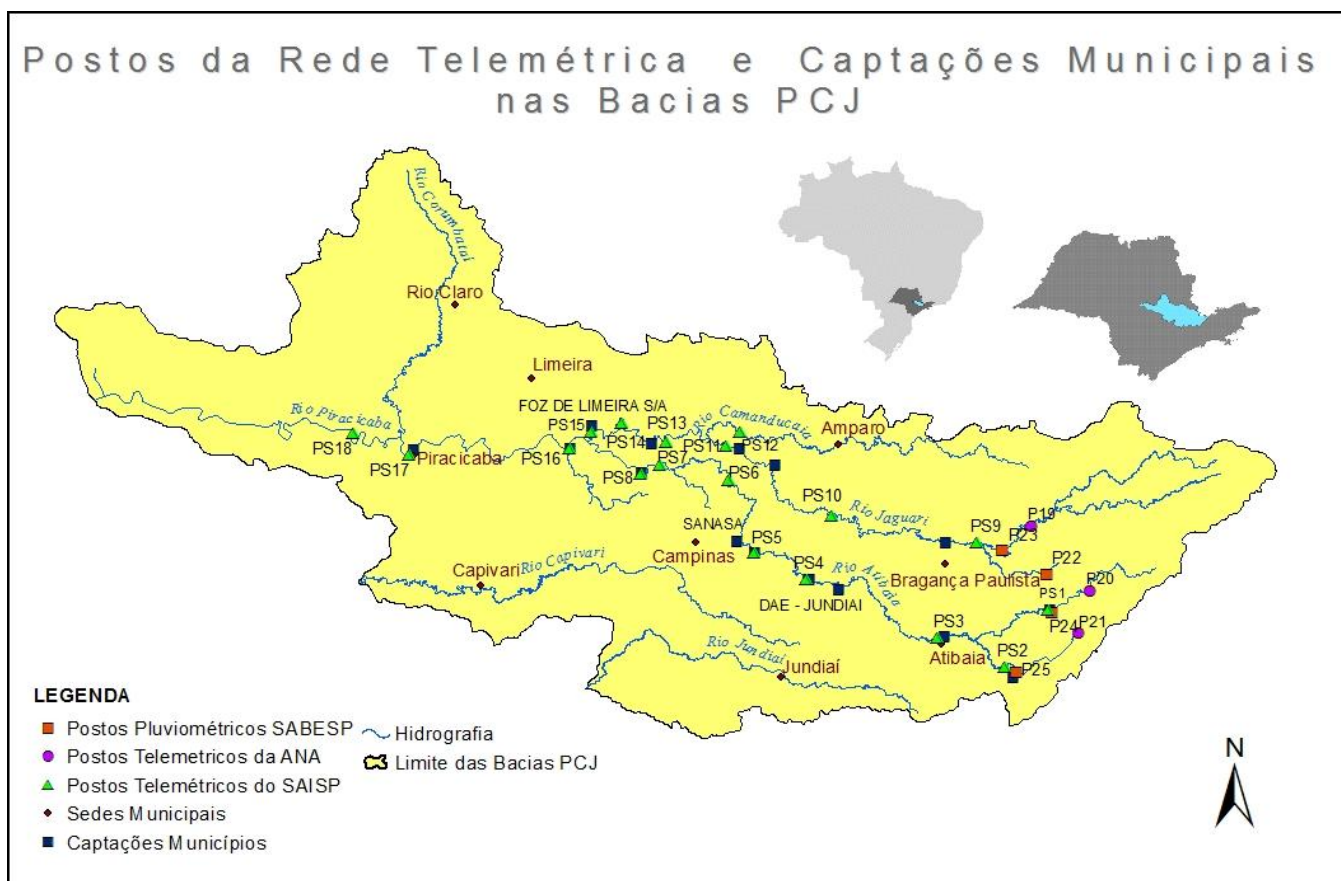 Postos da Rede Telemétrica e Captações Municipais
nas Bacias PCJ
Rio Corumbataí
Rio Claro
Limeira
Rio Piracicaba
FOZ DE LIMEIRA S/A
Rio Camanducaia
PS18
PS17
Piracicaba
PS16
PS15
PS14
PS13
PS11
PS12
Amparo
PS8
PS7
PS6
PS10
Rio Jaguari
PS9
P19
P23
SANASA
Campinas
PS5
PS4
Rio Atibaia
Bragança Paulista
P22
P20
Capivari
Rio Capivari
DAE - JUNDIAI
PS1
P24
P21
PS3
Atibaia
PS2
P25
Rio Jundiaí
Jundiaí
LEGENDA
Postos Pluviométricos SABESP
Hidrografia
Postos Telemetricos da ANA
Limite das Bacias PCJ
Postos Telemétricos do SAISP
Sedes Municipais
Captações Municípios
N